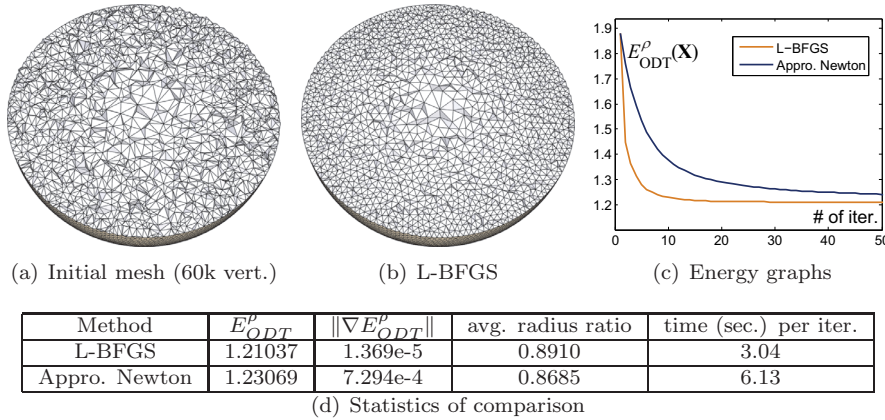 E^ρ_ODT(X)
L-BFGS
Appro. Newton
1.9
1.8
1.7
1.6
1.5
1.4
1.3
1.2
# of iter.
0 10 20 30 40 50
(a) Initial mesh (60k vert.) (b) L-BFGS (c) Energy graphs
Method E^ρ_ODT ‖∇E^ρ_ODT‖ avg. radius ratio time (sec.) per iter.
L-BFGS 1.21037 1.369e-5 0.8910 3.04
Appro. Newton 1.23069 7.294e-4 0.8685 6.13
(d) Statistics of comparison